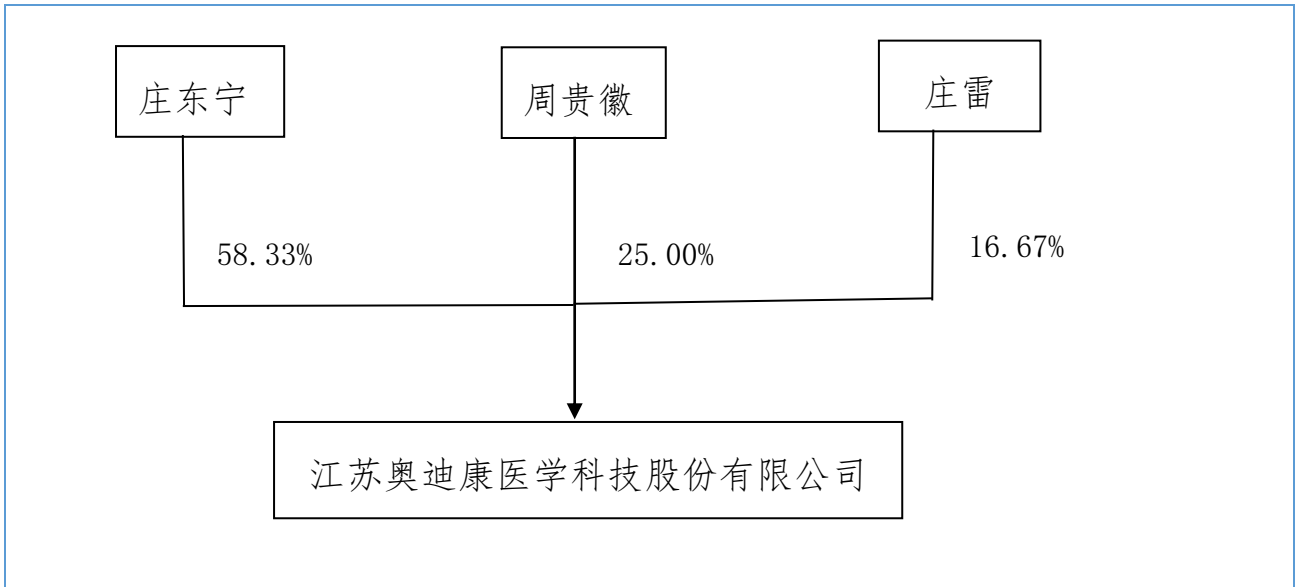 庄东宁
周贵徽
庄雷
58.33%
25.00%
16.67%
江苏奥迪康医学科技股份有限公司